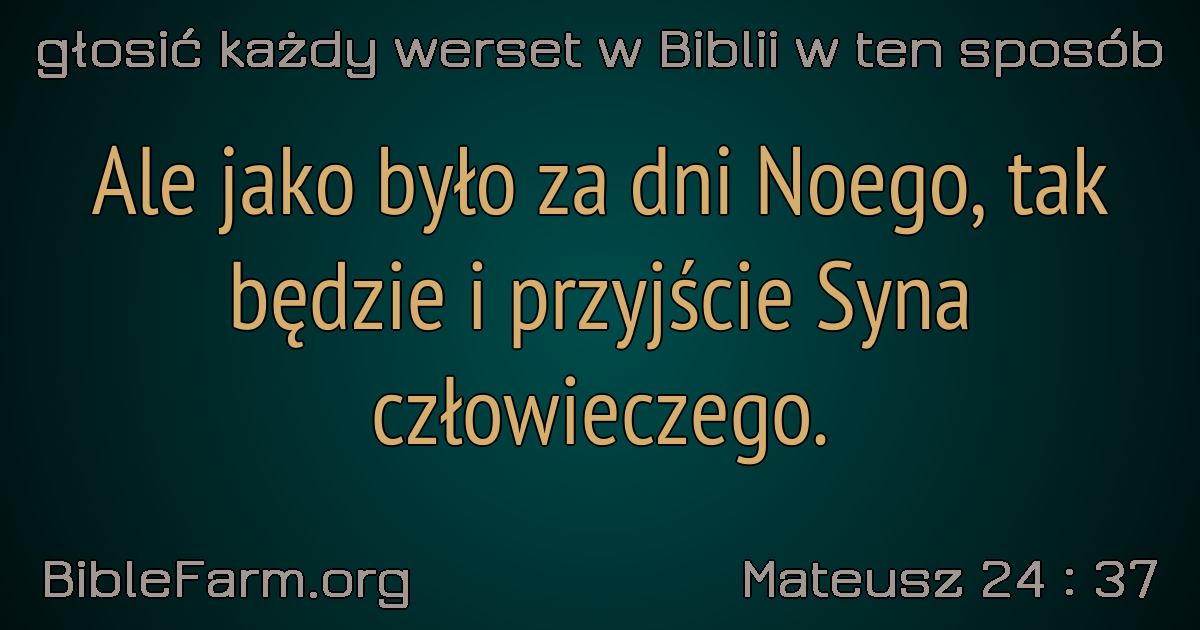 głosić każdy werset w Biblii w ten sposób
Ale jako było za dni Noego, tak
będzie i przyjście Syna
człowieczego.
BibleFarm.org
Mateusz 24 : 37